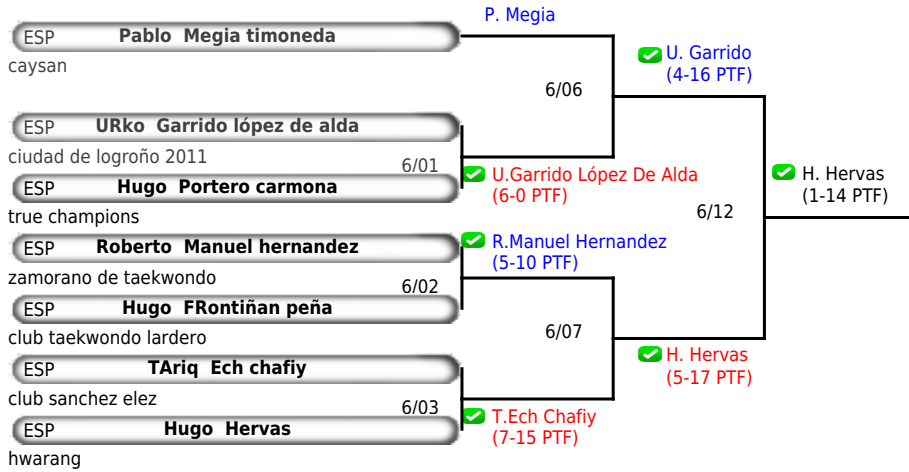 P. Megia
ESP Pablo Megia timoneda
caysan
U. Garrido
(4-16 PTF)
6/06
ESP URko Garrido lópez de alda
ciudad de logroño 2011
6/01
U.Garrido López De Alda
(6-0 PTF)
ESP Hugo Portero carmona
true champions
H. Hervas
(1-14 PTF)
6/12
ESP Roberto Manuel hernandez
zamorano de taekwondo
6/02
R.Manuel Hernandez
(5-10 PTF)
ESP Hugo FRontiñan peña
club taekwondo lardero
6/07
H. Hervas
(5-17 PTF)
ESP TAriq Ech chafiy
club sanchez elez
6/03
T.Ech Chafiy
(7-15 PTF)
ESP Hugo Hervas
hwarang